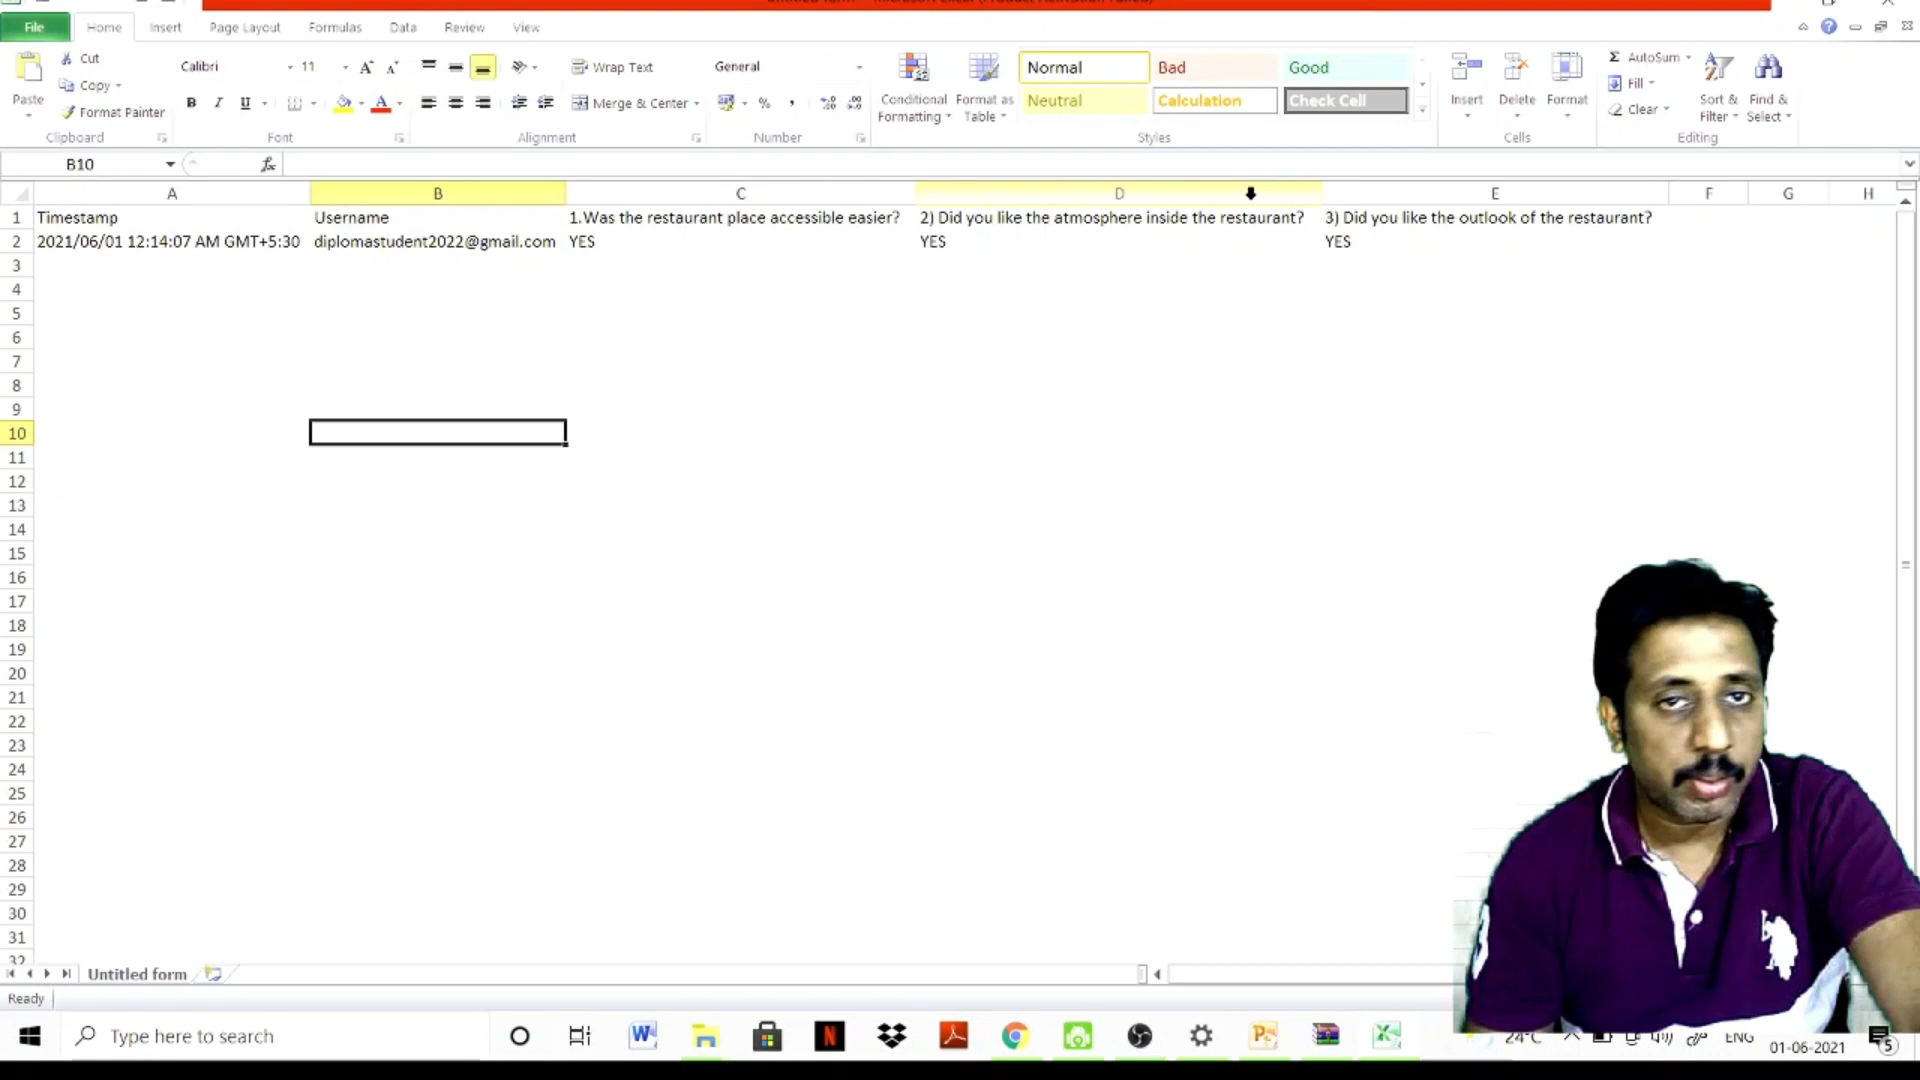 File Home Insert Page Layout Formulas Data Review View
Cut
Copy
Format Painter
Paste
Clipboard
Calibri 11
B I U
Font
Wrap Text
Merge & Center
Alignment
General
% ,
Number
Conditional Formatting
Format as Table
Normal Bad Good
Neutral Calculation Check Cell
Styles
Insert Delete Format
Cells
Σ AutoSum
Fill
Clear
Sort & Filter
Find & Select
Editing
B10 fx
A B C D E F G H
1 Timestamp Username 1.Was the restaurant place accessible easier? 2) Did you like the atmosphere inside the restaurant? 3) Did you like the outlook of the restaurant?
2 2021/06/01 12:14:07 AM GMT+5:30 diplomastudent2022@gmail.com YES YES YES
3
4
5
6
7
8
9
10
11
12
13
14
15
16
17
18
19
20
21
22
23
24
25
26
27
28
29
30
31
32
Untitled form
Ready
Type here to search
24°C ENG 01-06-2021 5